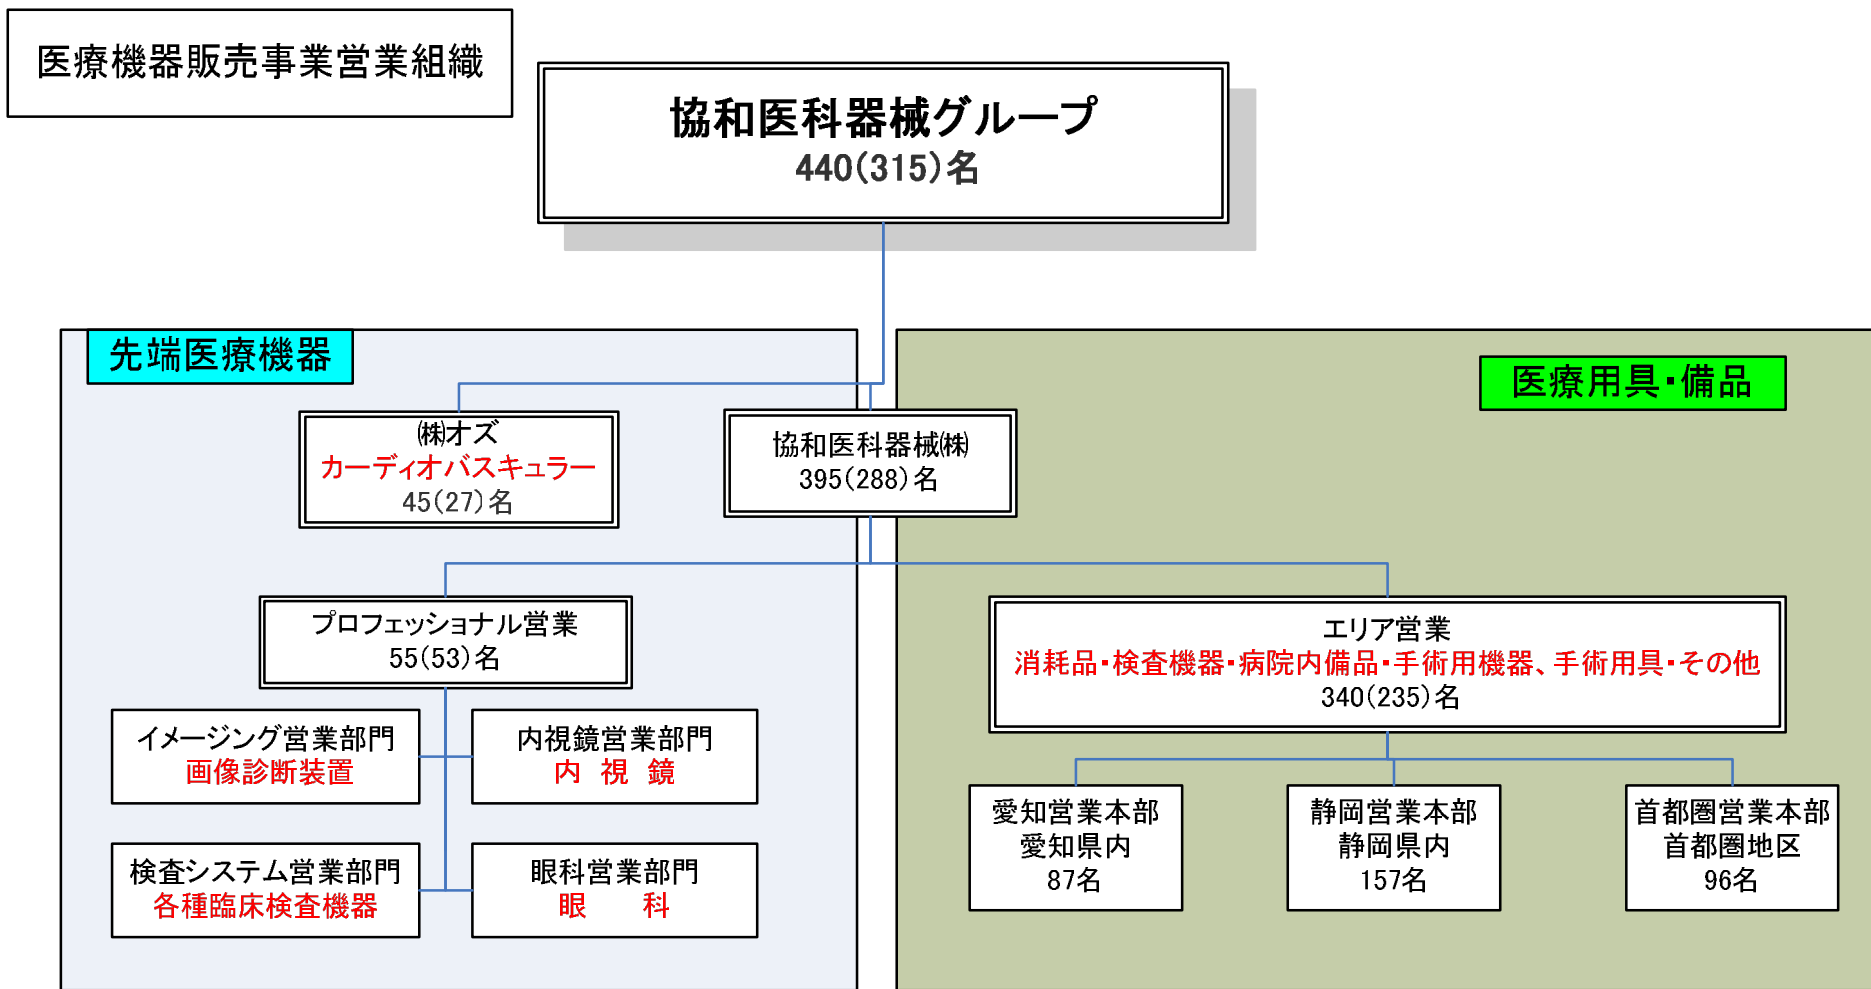 医療機器販売事業営業組織
協和医科器械グループ
440(315)名
先端医療機器
医療用具・備品
㈱オズ
カーディオバスキュラー
45(27)名
協和医科器械㈱
395(288)名
プロフェッショナル営業
55(53)名
エリア営業
消耗品・検査機器・病院内備品・手術用機器、手術用具・その他
340(235)名
イメージング営業部門
画像診断装置
内視鏡営業部門
内 視 鏡
検査システム営業部門
各種臨床検査機器
眼科営業部門
眼 科
愛知営業本部
愛知県内
87名
静岡営業本部
静岡県内
157名
首都圏営業本部
首都圏地区
96名